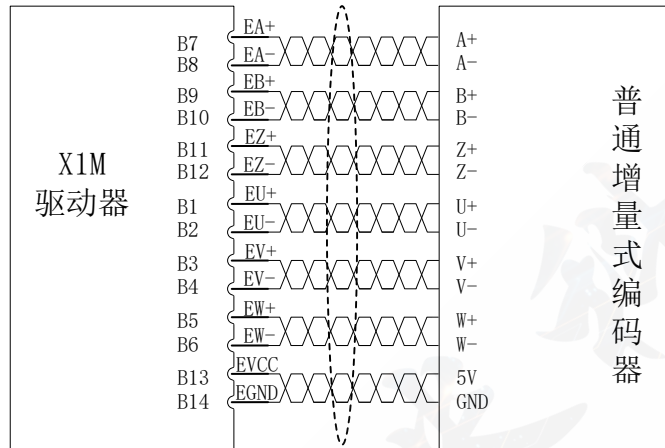 X1M
驱动器
B7 EA+ A+
B8 EA- A-
B9 EB+ B+
B10 EB- B-
B11 EZ+ Z+
B12 EZ- Z-
B1 EU+ U+
B2 EU- U-
B3 EV+ V+
B4 EV- V-
B5 EW+ W+
B6 EW- W-
B13 EVCC 5V
B14 EGND GND
普通增量式编码器